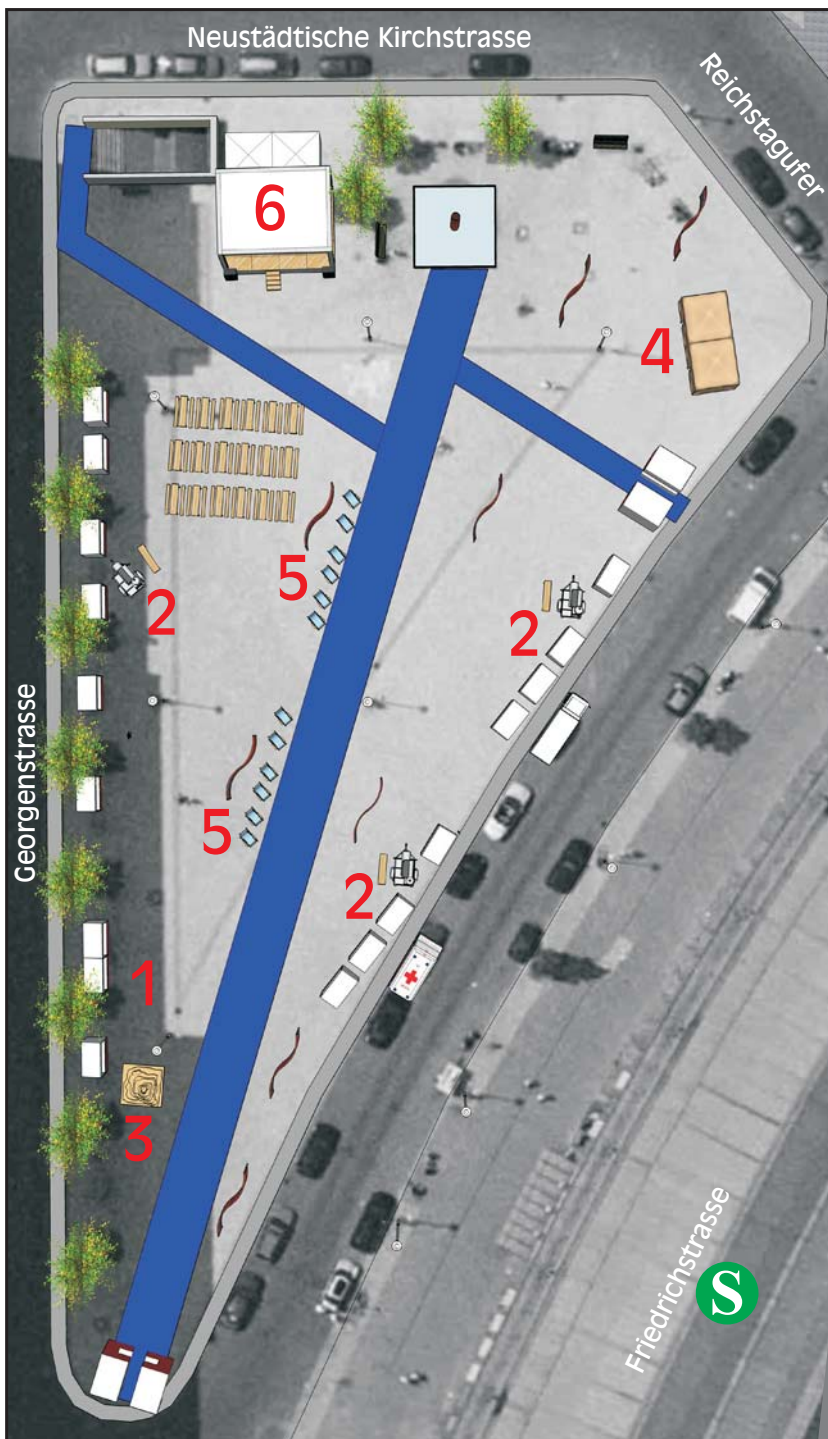 Neustädtische Kirchstrasse
Reichstagufer
6
4
5
2
2
Georgenstrasse
5
2
1
3
Friedrichstrasse
S